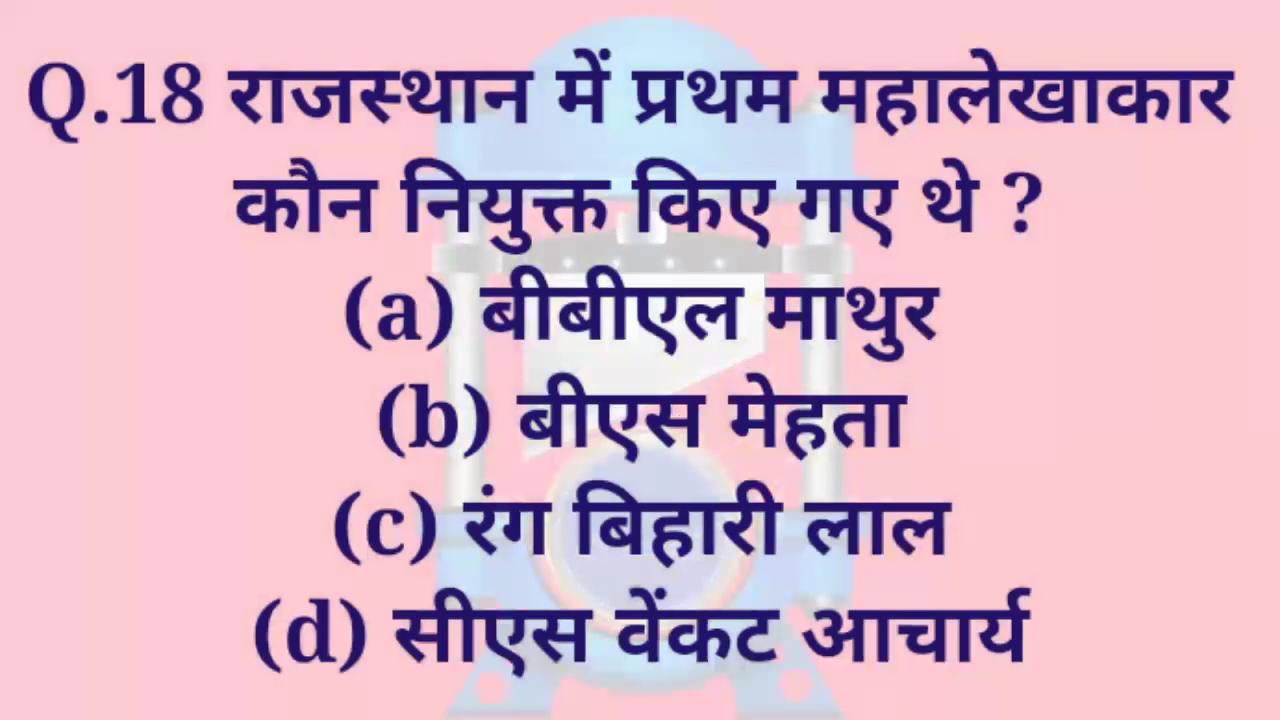 Q.18 राजस्थान में प्रथम महालेखाकार
कौन नियुक्त किए गए थे ?
(a) बीबीएल माथुर
(b) बीएस मेहता
(c) रंग बिहारी लाल
(d) सीएस वेंकट आचार्य